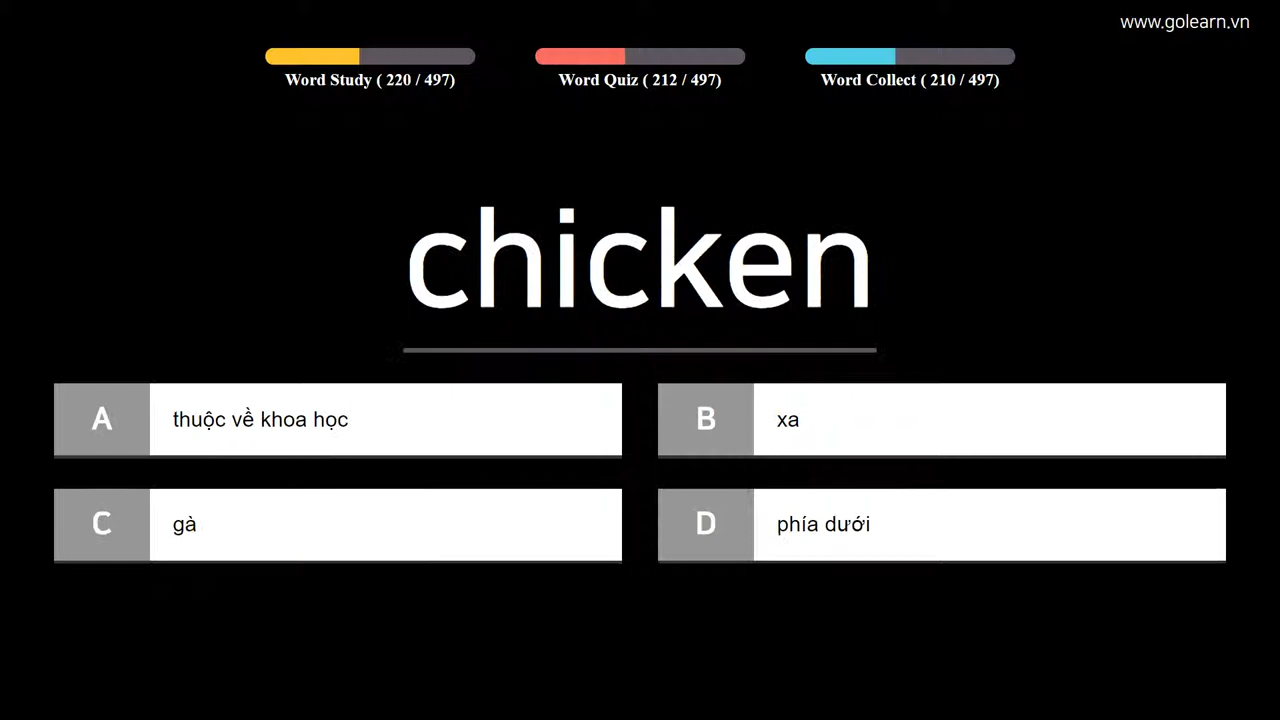 www.golearn.vn
Word Study ( 220 / 497)
Word Quiz ( 212 / 497)
Word Collect ( 210 / 497)
chicken
A thuộc về khoa học
B xa
C gà
D phía dưới